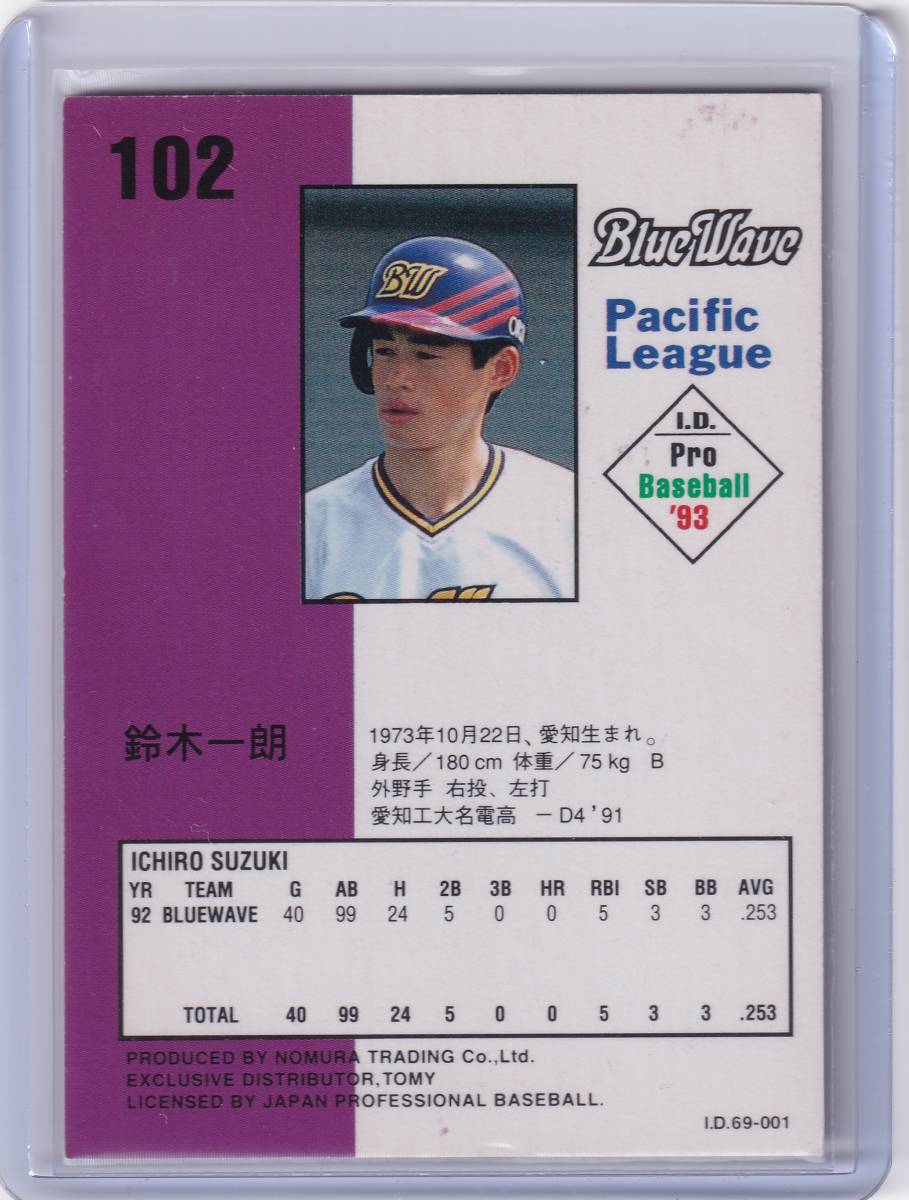 102
BlueWave
Pacific
League
BW
I.D.
Pro
Baseball
'93
鈴木一朗
1973年10月22日、愛知生まれ。
身長／180cm 体重／75kg B
外野手 右投、左打
愛知工大名電高 －D4 '91
ICHIRO SUZUKI
YR TEAM G AB H 2B 3B HR RBI SB BB AVG
92 BLUEWAVE 40 99 24 5 0 0 5 3 3 .253
TOTAL 40 99 24 5 0 0 5 3 3 .253
PRODUCED BY NOMURA TRADING Co.,Ltd.
EXCLUSIVE DISTRIBUTOR,TOMY
LICENSED BY JAPAN PROFESSIONAL BASEBALL.
I.D.69-001